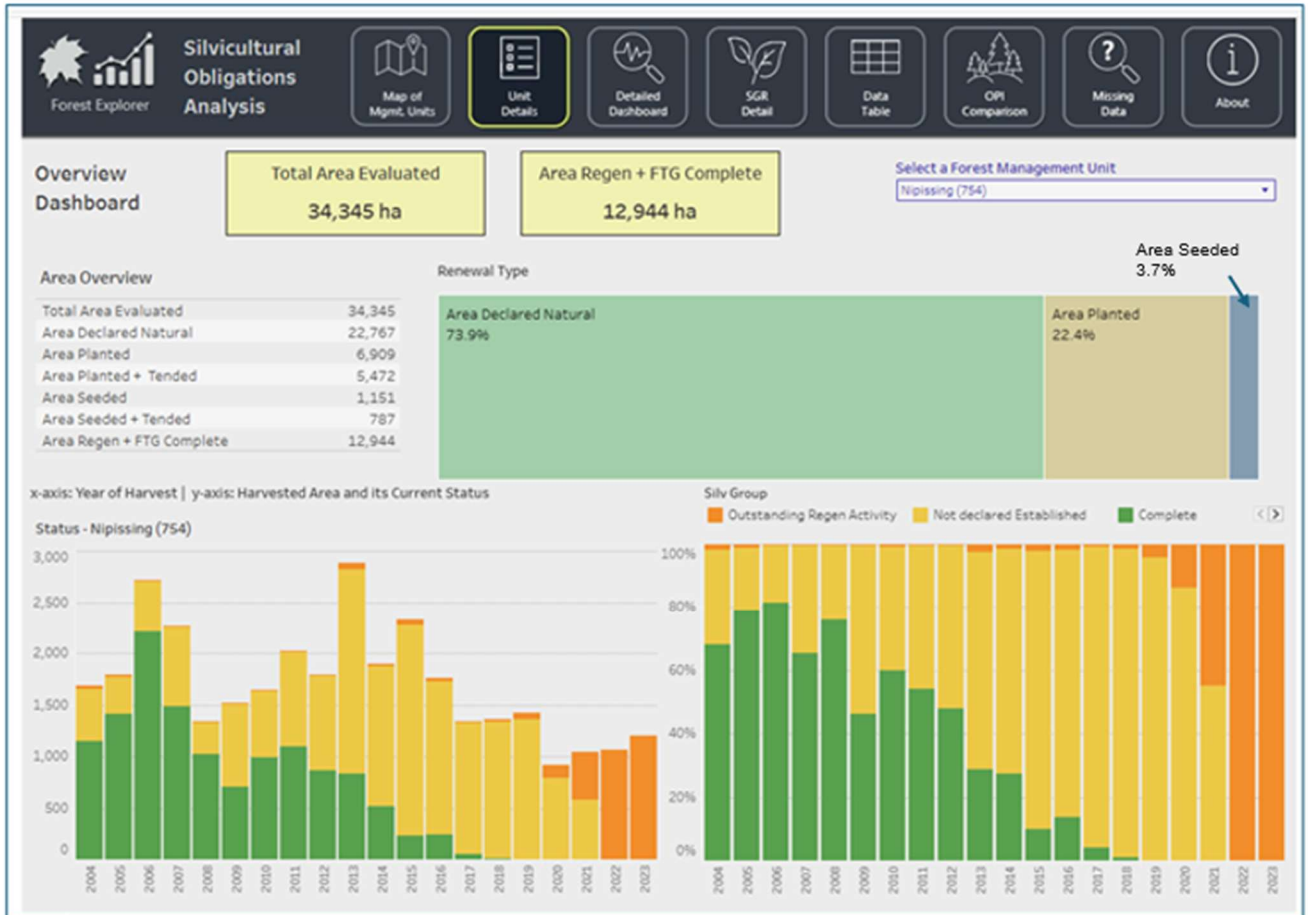 Forest Explorer
Silvicultural
Obligations
Analysis
Map of
Mgmt. Units
Unit
Details
Detailed
Dashboard
SGR
Detail
Data
Table
OPI
Comparison
?
Missing
Data
i
About
Overview
Dashboard
Total Area Evaluated
34,345 ha
Area Regen + FTG Complete
12,944 ha
Select a Forest Management Unit
Nipissing (754)
Area Overview
Total Area Evaluated 34,345
Area Declared Natural 22,767
Area Planted 6,909
Area Planted + Tended 5,472
Area Seeded 1,151
Area Seeded + Tended 787
Area Regen + FTG Complete 12,944
Renewal Type
Area Seeded
3.7%
Area Declared Natural
73.9%
Area Planted
22.4%
x-axis: Year of Harvest | y-axis: Harvested Area and its Current Status
Status - Nipissing (754)
3,000
2,500
2,000
1,500
1,000
500
0
2004 2005 2006 2007 2008 2009 2010 2011 2012 2013 2014 2015 2016 2017 2018 2019 2020 2021 2022 2023
Silv Group
Outstanding Regen Activity Not declared Established Complete < >
100%
80%
60%
40%
20%
0%
2004 2005 2006 2007 2008 2009 2010 2011 2012 2013 2014 2015 2016 2017 2018 2019 2020 2021 2022 2023